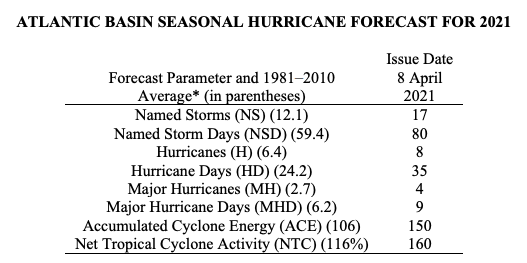 ATLANTIC BASIN SEASONAL HURRICANE FORECAST FOR 2021
Issue Date
Forecast Parameter and 1981–2010 8 April
Average* (in parentheses) 2021
Named Storms (NS) (12.1) 17
Named Storm Days (NSD) (59.4) 80
Hurricanes (H) (6.4) 8
Hurricane Days (HD) (24.2) 35
Major Hurricanes (MH) (2.7) 4
Major Hurricane Days (MHD) (6.2) 9
Accumulated Cyclone Energy (ACE) (106) 150
Net Tropical Cyclone Activity (NTC) (116%) 160